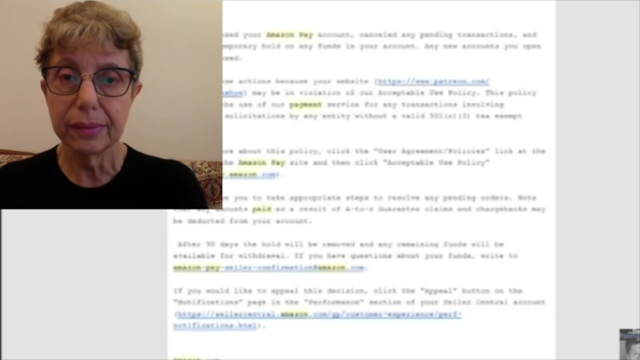 sed your Amazon Pay account, canceled any pending transactions, and
emporary hold on any funds in your account. Any new accounts you open
sed.
se actions because your website (https://www.patreon.com/
may be in violation of our Acceptable Use Policy. This policy
the use of our payment service for any transactions involving
solicitations by any entity without a valid 501(c)(3) tax exempt
ore about this policy, click the "User Agreement/Policies" link at the
he Amazon Pay site and then click "Acceptable Use Policy"
amazon.com).
e you to take appropriate steps to resolve any pending orders. Note
that any amounts paid as a result of A-to-z Guarantee claims and chargebacks may
be deducted from your account.
After 90 days the hold will be removed and any remaining funds will be
available for withdrawal. If you have questions about your funds, write to
amazon-pay-seller-confirmation@amazon.com.
If you would like to appeal this decision, click the "Appeal" button on the
"Notifications" page in the "Performance" section of your Seller Central account
(https://sellercentral.amazon.com/gp/customer-experience/perf-
notifications.html).